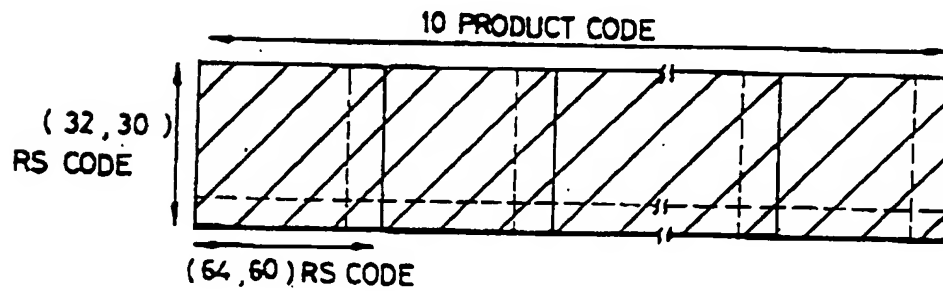 10 PRODUCT CODE
( 32,30 )
RS CODE
(64,60) RS CODE